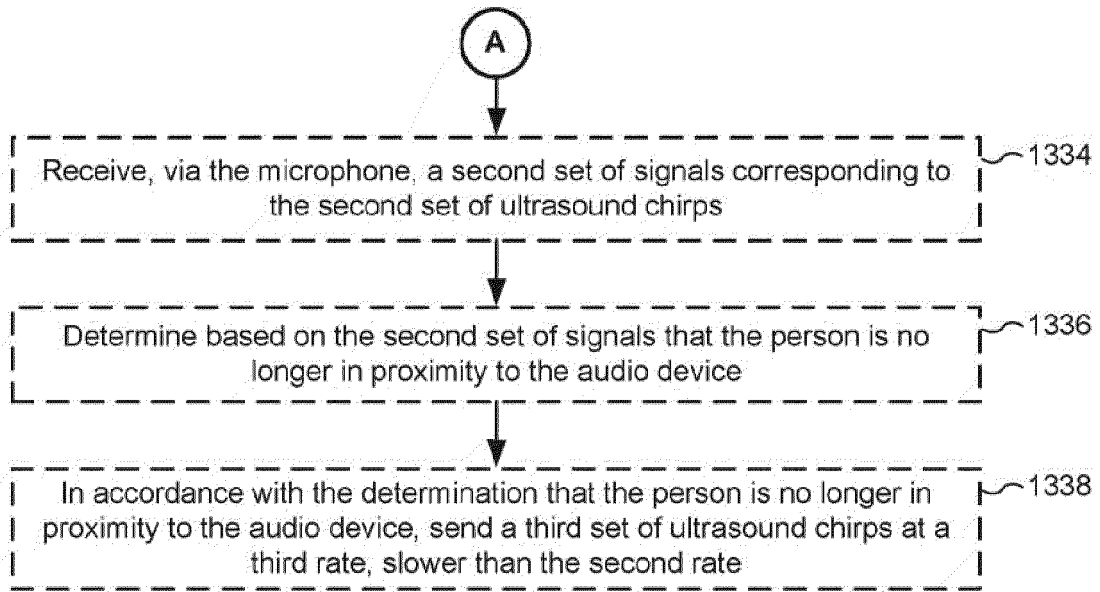 A
Receive, via the microphone, a second set of signals corresponding to
the second set of ultrasound chirps
1334
Determine based on the second set of signals that the person is no
longer in proximity to the audio device
1336
In accordance with the determination that the person is no longer in
proximity to the audio device, send a third set of ultrasound chirps at a
third rate, slower than the second rate
1338